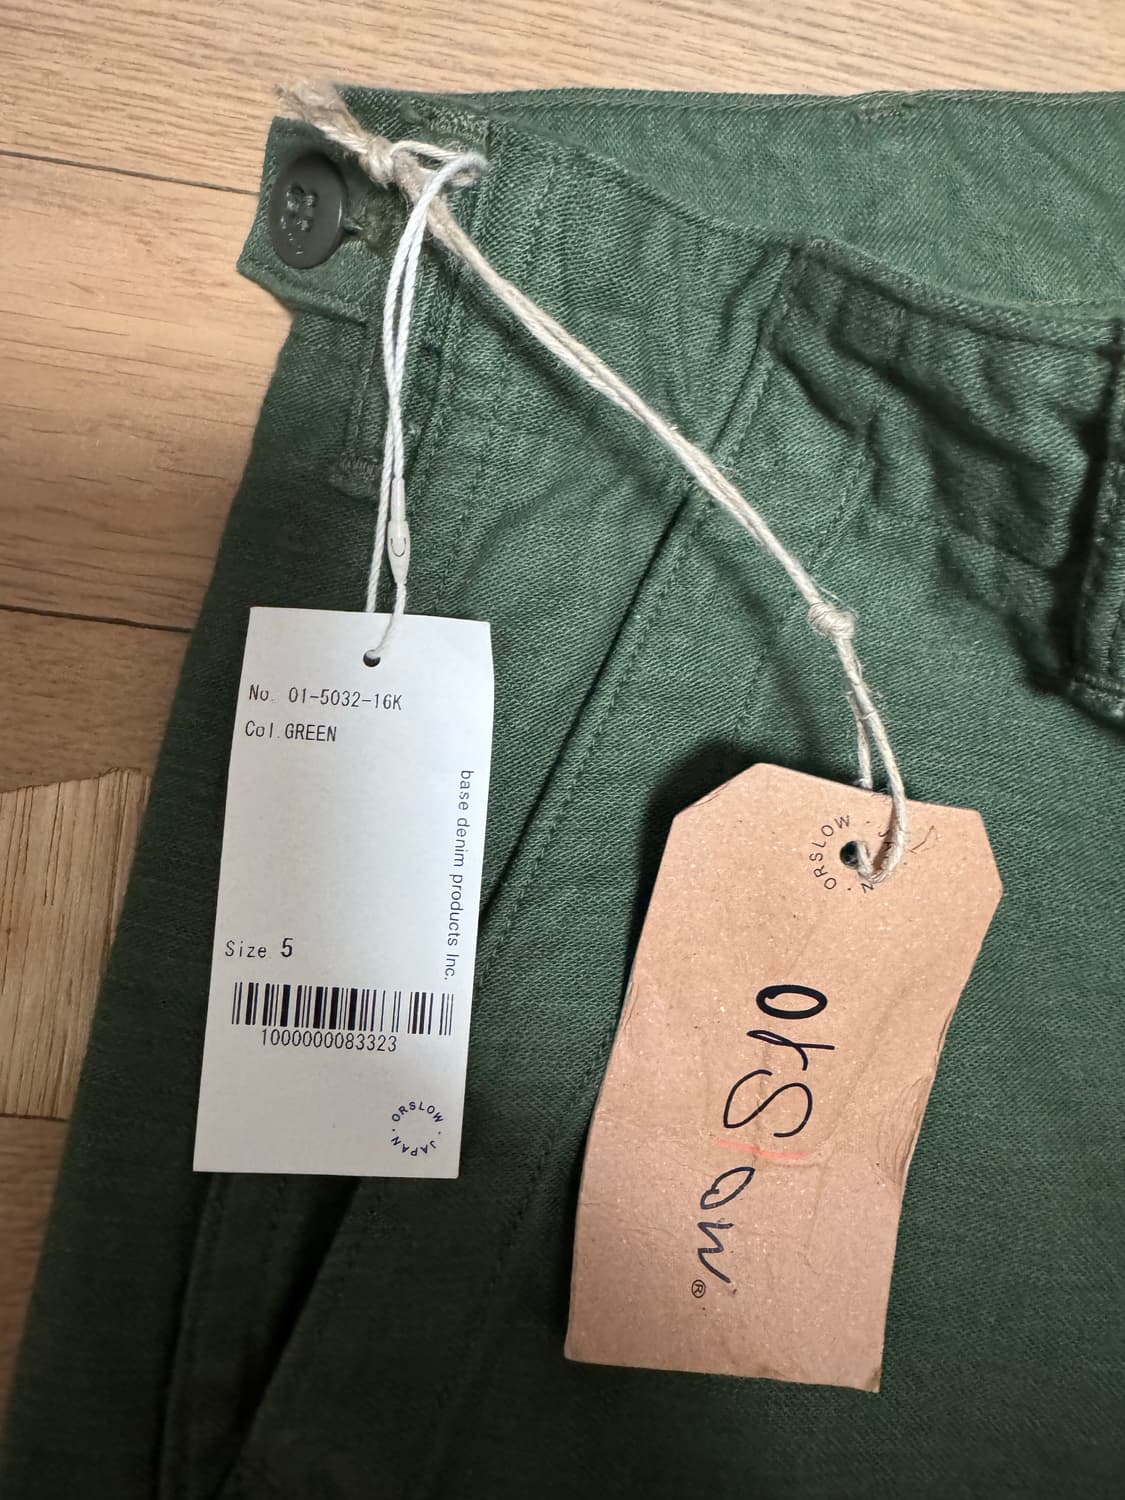 No. 01-5032-16K
Col.GREEN
base denim products Inc.
Size 5
1000000083323
· ORSLOW · JAPAN
ORSLOW ·
orSlow®